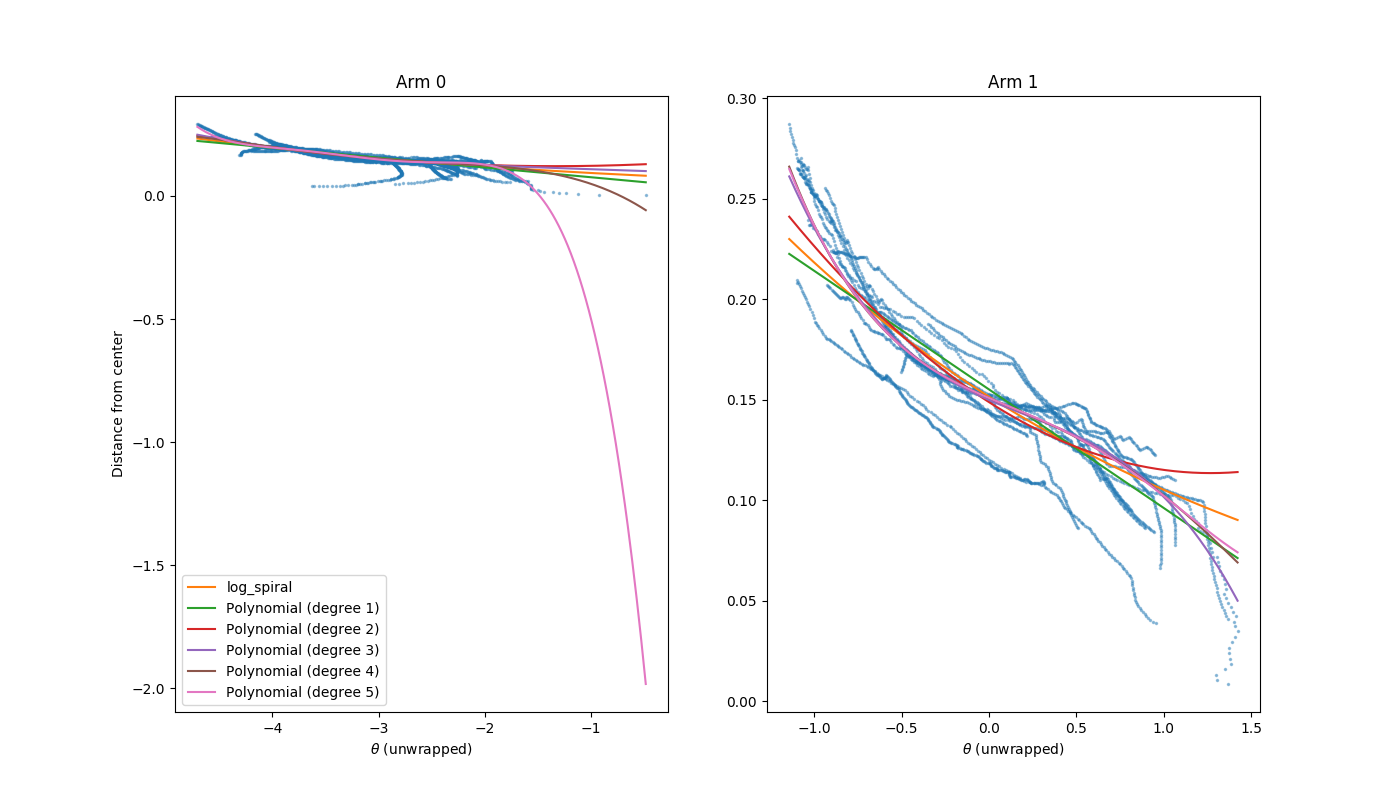 Arm 0
Distance from center
0.0
−0.5
−1.0
−1.5
−2.0
log_spiral
Polynomial (degree 1)
Polynomial (degree 2)
Polynomial (degree 3)
Polynomial (degree 4)
Polynomial (degree 5)
−4 −3 −2 −1
θ (unwrapped)
Arm 1
0.30
0.25
0.20
0.15
0.10
0.05
0.00
−1.0 −0.5 0.0 0.5 1.0 1.5
θ (unwrapped)